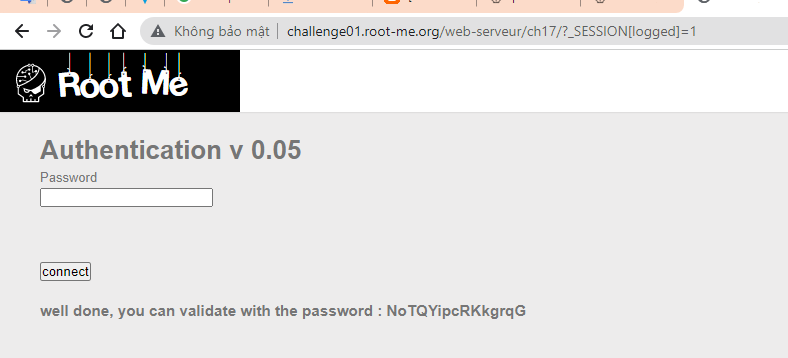 Không bảo mật | challenge01.root-me.org/web-serveur/ch17/?_SESSION[logged]=1
Root Me
Authentication v 0.05
Password
connect
well done, you can validate with the password : NoTQYipcRKkgrqG